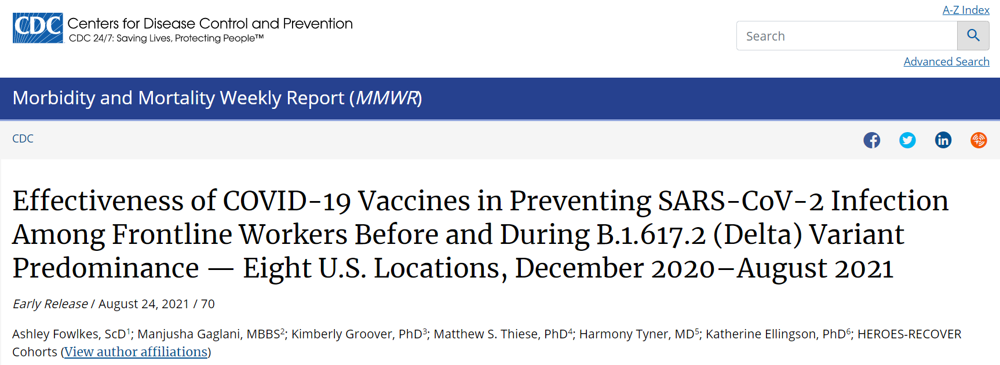 A-Z Index
CDC Centers for Disease Control and Prevention
CDC 24/7: Saving Lives, Protecting People™
Search
Advanced Search
Morbidity and Mortality Weekly Report (MMWR)
CDC
Effectiveness of COVID-19 Vaccines in Preventing SARS-CoV-2 Infection
Among Frontline Workers Before and During B.1.617.2 (Delta) Variant
Predominance — Eight U.S. Locations, December 2020–August 2021
Early Release / August 24, 2021 / 70
Ashley Fowlkes, ScD1; Manjusha Gaglani, MBBS2; Kimberly Groover, PhD3; Matthew S. Thiese, PhD4; Harmony Tyner, MD5; Katherine Ellingson, PhD6; HEROES-RECOVER
Cohorts (View author affiliations)